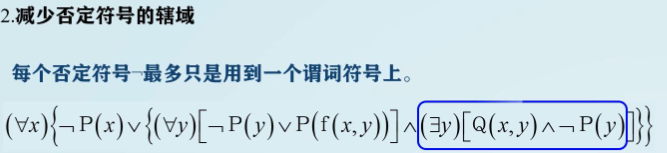 2.减少否定符号的辖域
每个否定符号¬最多只是用到一个谓词符号上。
(∀x){¬P(x)∨{(∀y)[¬P(y)∨P(f(x,y))]∧(∃y)[Q(x,y)∧¬P(y)]}}